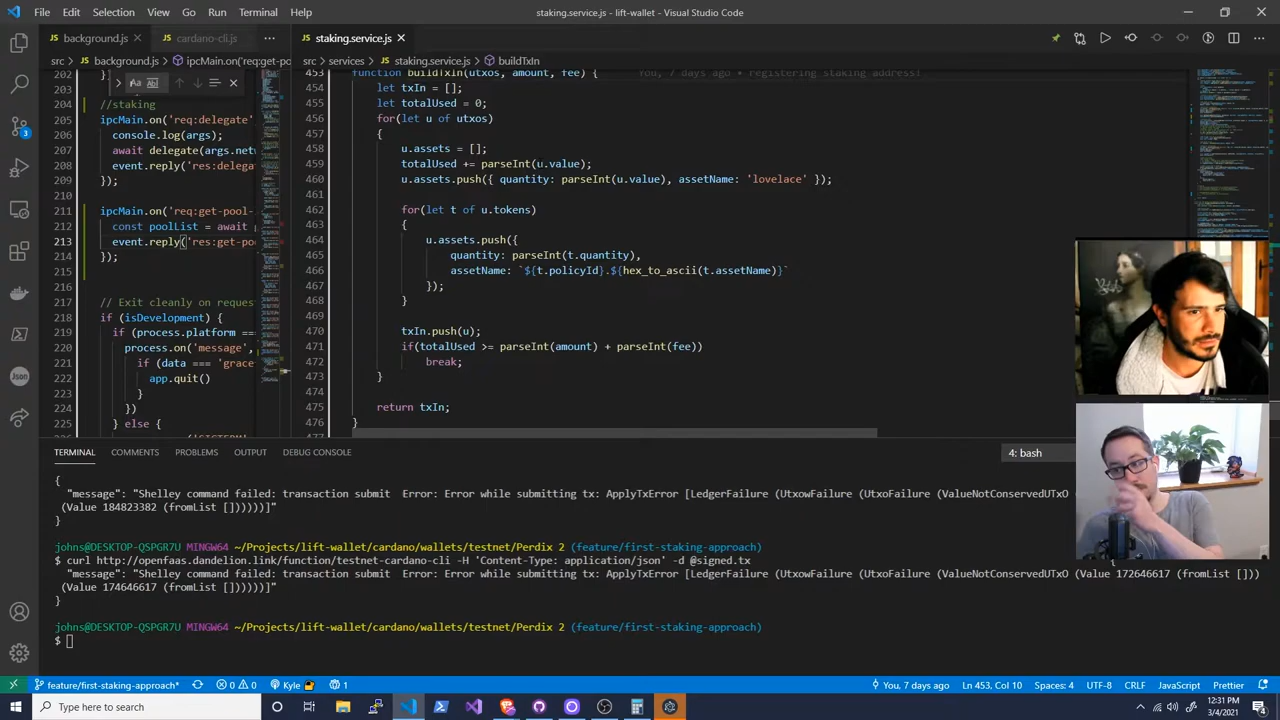 File Edit Selection View Go Run Terminal Help
staking.service.js - lift-wallet - Visual Studio Code
background.js
cardano-cli.js
staking.service.js
src > background.js > ipcMain.on('req:get-p
src > services > staking.service.js > buildTxIn
202
204 //staking
205 ipcMain.on('req:delegate'
206 console.log(args);
207 await delegate(args.net
208 event.reply('res:delega
209 );
210
211 ipcMain.on('req:get-pool-
212 const poollist = await
213 event.reply('res:get-po
214
215
216
217 // Exit cleanly on reques
218 if (isDevelopment) {
219 if (process.platform ==
220 process.on('message',
221 if (data === 'grace
222 app.quit()
223 }
224 })
225 } else {
453 function buildTxIn(utxos, amount, fee) { You, 7 days ago • registering staking address!
454 let txIn = [];
455 let totalUsed = 0;
456 for(let u of utxos)
457 {
458 u.assets = [];
459 totalUsed += parseInt(u.value);
460
461
462
463
464
465 quantity: parseInt(t.quantity),
466 assetName: `${t.policyId}.${hex_to_ascii(t.assetName)}`
467 });
468 }
469
470 txIn.push(u);
471 if(totalUsed >= parseInt(amount) + parseInt(fee))
472 break;
473 }
474
475 return txIn;
476 }
477
TERMINAL COMMENTS PROBLEMS OUTPUT DEBUG CONSOLE
4: bash
{
"message": "Shelley command failed: transaction submit Error: Error while submitting tx: ApplyTxError [LedgerFailure (UtxowFailure (UtxoFailure (ValueNotConservedUTxO
(Value 184823382 (fromList []))))]"
}
johns@DESKTOP-QSPGR7U MINGW64 ~/Projects/lift-wallet/cardano/wallets/testnet/Perdix 2 (feature/first-staking-approach)
$ curl http://openfaas.dandelion.link/function/testnet-cardano-cli -H 'Content-Type: application/json' -d @signed.tx
{
"message": "Shelley command failed: transaction submit Error: Error while submitting tx: ApplyTxError [LedgerFailure (UtxowFailure (UtxoFailure (ValueNotConservedUTxO (Value 172646617 (fromList []))
(Value 174646617 (fromList []))))]"
}
johns@DESKTOP-QSPGR7U MINGW64 ~/Projects/lift-wallet/cardano/wallets/testnet/Perdix 2 (feature/first-staking-approach)
$
feature/first-staking-approach* 0 0 Kyle 1
You, 7 days ago Ln 453, Col 10 Spaces: 4 UTF-8 CRLF JavaScript Prettier
Type here to search
12:31 PM
3/4/2021